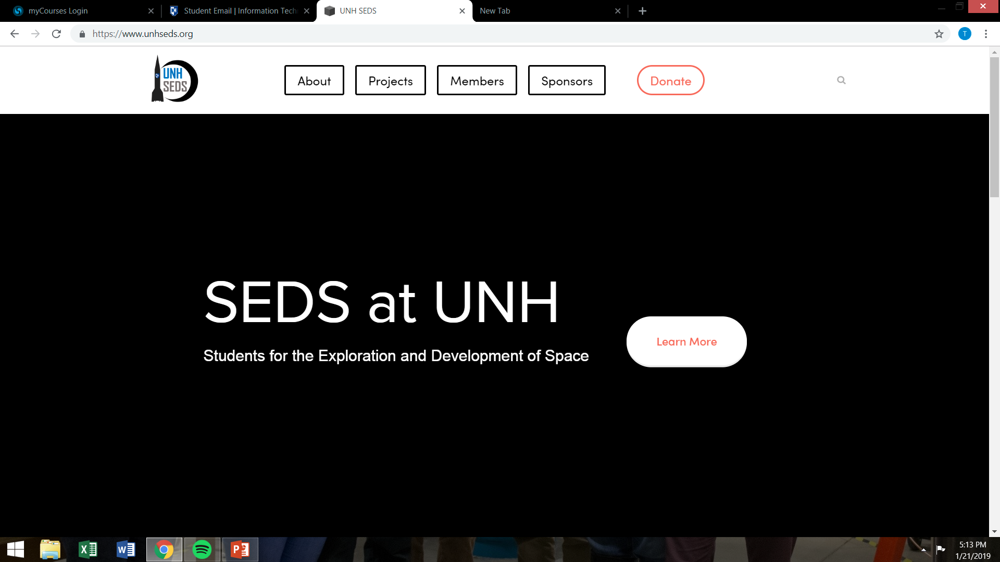 myCourses Login
Student Email | Information Tech
UNH SEDS
New Tab
https://www.unhseds.org
T
UNH
SEDS
About
Projects
Members
Sponsors
Donate
SEDS at UNH
Students for the Exploration and Development of Space
Learn More
5:13 PM
1/21/2019